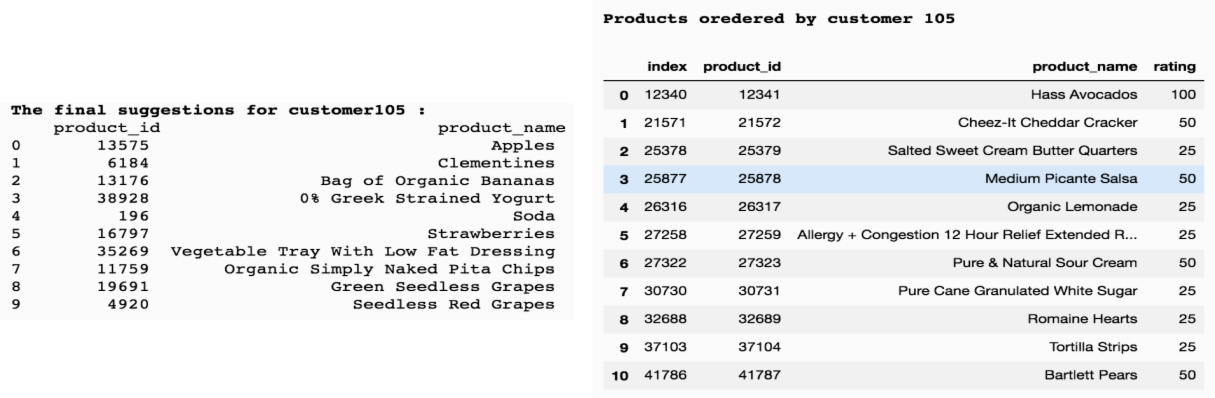 The final suggestions for customer105 :
product_id product_name
0 13575 Apples
1 6184 Clementines
2 13176 Bag of Organic Bananas
3 38928 0% Greek Strained Yogurt
4 196 Soda
5 16797 Strawberries
6 35269 Vegetable Tray With Low Fat Dressing
7 11759 Organic Simply Naked Pita Chips
8 19691 Green Seedless Grapes
9 4920 Seedless Red Grapes
Products oredered by customer 105
index product_id product_name rating
0 12340 12341 Hass Avocados 100
1 21571 21572 Cheez-It Cheddar Cracker 50
2 25378 25379 Salted Sweet Cream Butter Quarters 25
3 25877 25878 Medium Picante Salsa 50
4 26316 26317 Organic Lemonade 25
5 27258 27259 Allergy + Congestion 12 Hour Relief Extended R... 25
6 27322 27323 Pure & Natural Sour Cream 50
7 30730 30731 Pure Cane Granulated White Sugar 25
8 32688 32689 Romaine Hearts 25
9 37103 37104 Tortilla Strips 25
10 41786 41787 Bartlett Pears 50